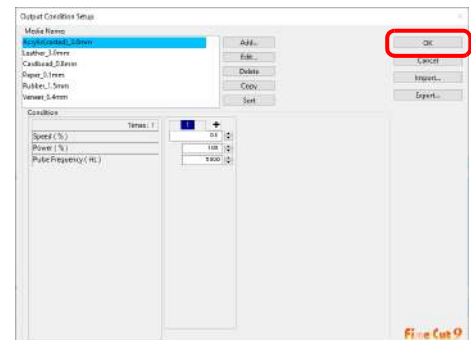 Output Condition Setup
Media Name
Acrylic(casted)_3.0mm
Leather_1.0mm
Cardboard_0.8mm
Paper_0.1mm
Rubber_1.5mm
Veneer_0.4mm
Add...
Edit...
Delete
Copy
Sort
OK
Cancel
Import...
Export...
Condition
Times : 1
1 +
Speed ( % )
Power ( % )
100
Pulse Frequency ( Hz )
Fine Cut 9